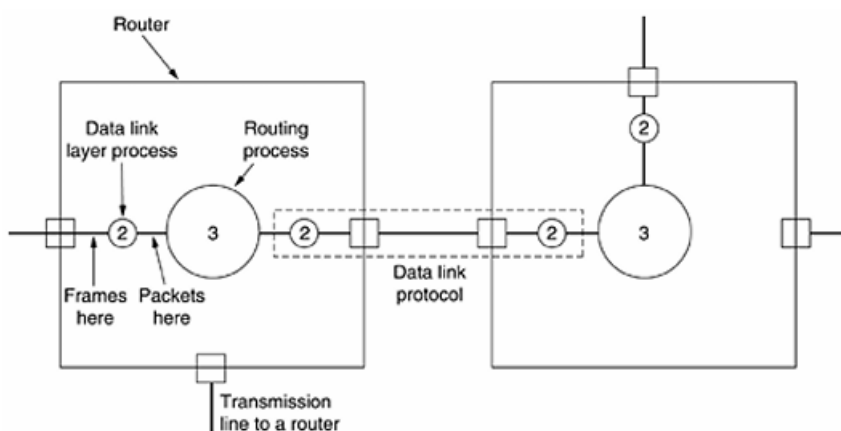 Router
Data link
layer process
Routing
process
2
2
3
2
2
3
Frames
here
Packets
here
Data link
protocol
Transmission
line to a router